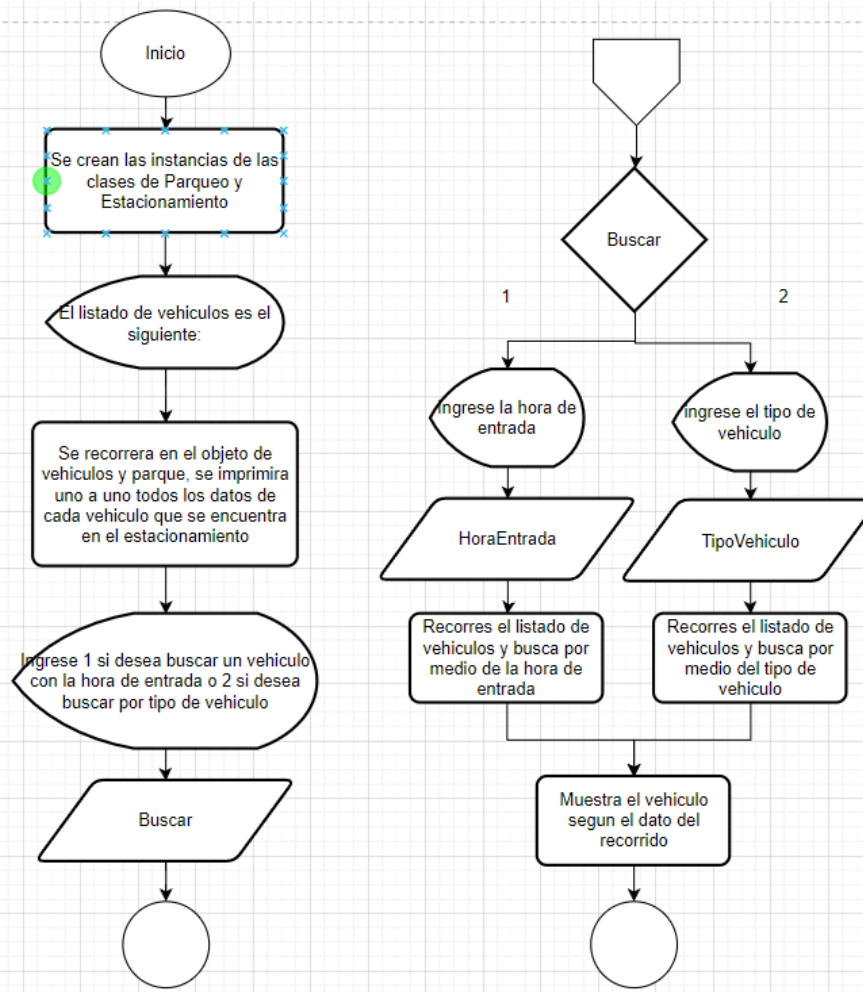 Inicio
Se crean las instancias de las
clases de Parqueo y
Estacionamiento
El listado de vehiculos es el
siguiente:
Se recorrera en el objeto de
vehiculos y parque, se imprimira
uno a uno todos los datos de
cada vehiculo que se encuentra
en el estacionamiento
Ingrese 1 si desea buscar un vehiculo
con la hora de entrada o 2 si desea
buscar por tipo de vehiculo
Buscar
Buscar
1
2
Ingrese la hora de
entrada
ingrese el tipo de
vehiculo
HoraEntrada
TipoVehiculo
Recorres el listado de
vehiculos y busca por
medio de la hora de
entrada
Recorres el listado de
vehiculos y busca por
medio del tipo de
vehiculo
Muestra el vehiculo
segun el dato del
recorrido